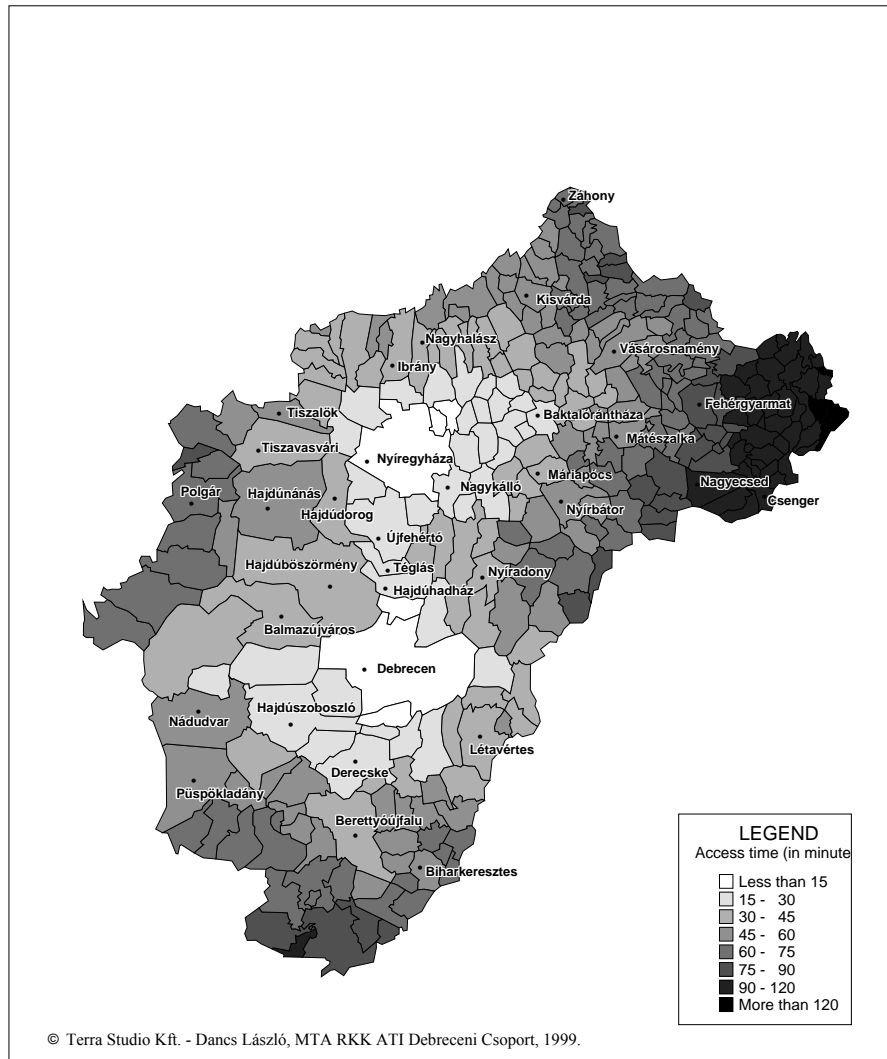 Záhony
Kisvárda
Nagyhalász
Vásárosnamény
Ibrány
Fehérgyarmat
Tiszalök
Baktalórántháza
Mátészalka
Tiszavasvári
Nyíregyháza
Máriapócs
Nagyecsed
Nagykálló
Polgár
Hajdúnánás
Csenger
Hajdúdorog
Nyírbátor
Újfehértó
Hajdúböszörmény
Téglás
Nyíradony
Hajdúhadház
Balmazújváros
Debrecen
Hajdúszoboszló
Nádudvar
Létavértes
Derecske
Püspökladány
Berettyóújfalu
Biharkeresztes
LEGEND
Access time (in minute
Less than 15
15 - 30
30 - 45
45 - 60
60 - 75
75 - 90
90 - 120
More than 120
© Terra Studio Kft. - Dancs László, MTA RKK ATI Debreceni Csoport, 1999.